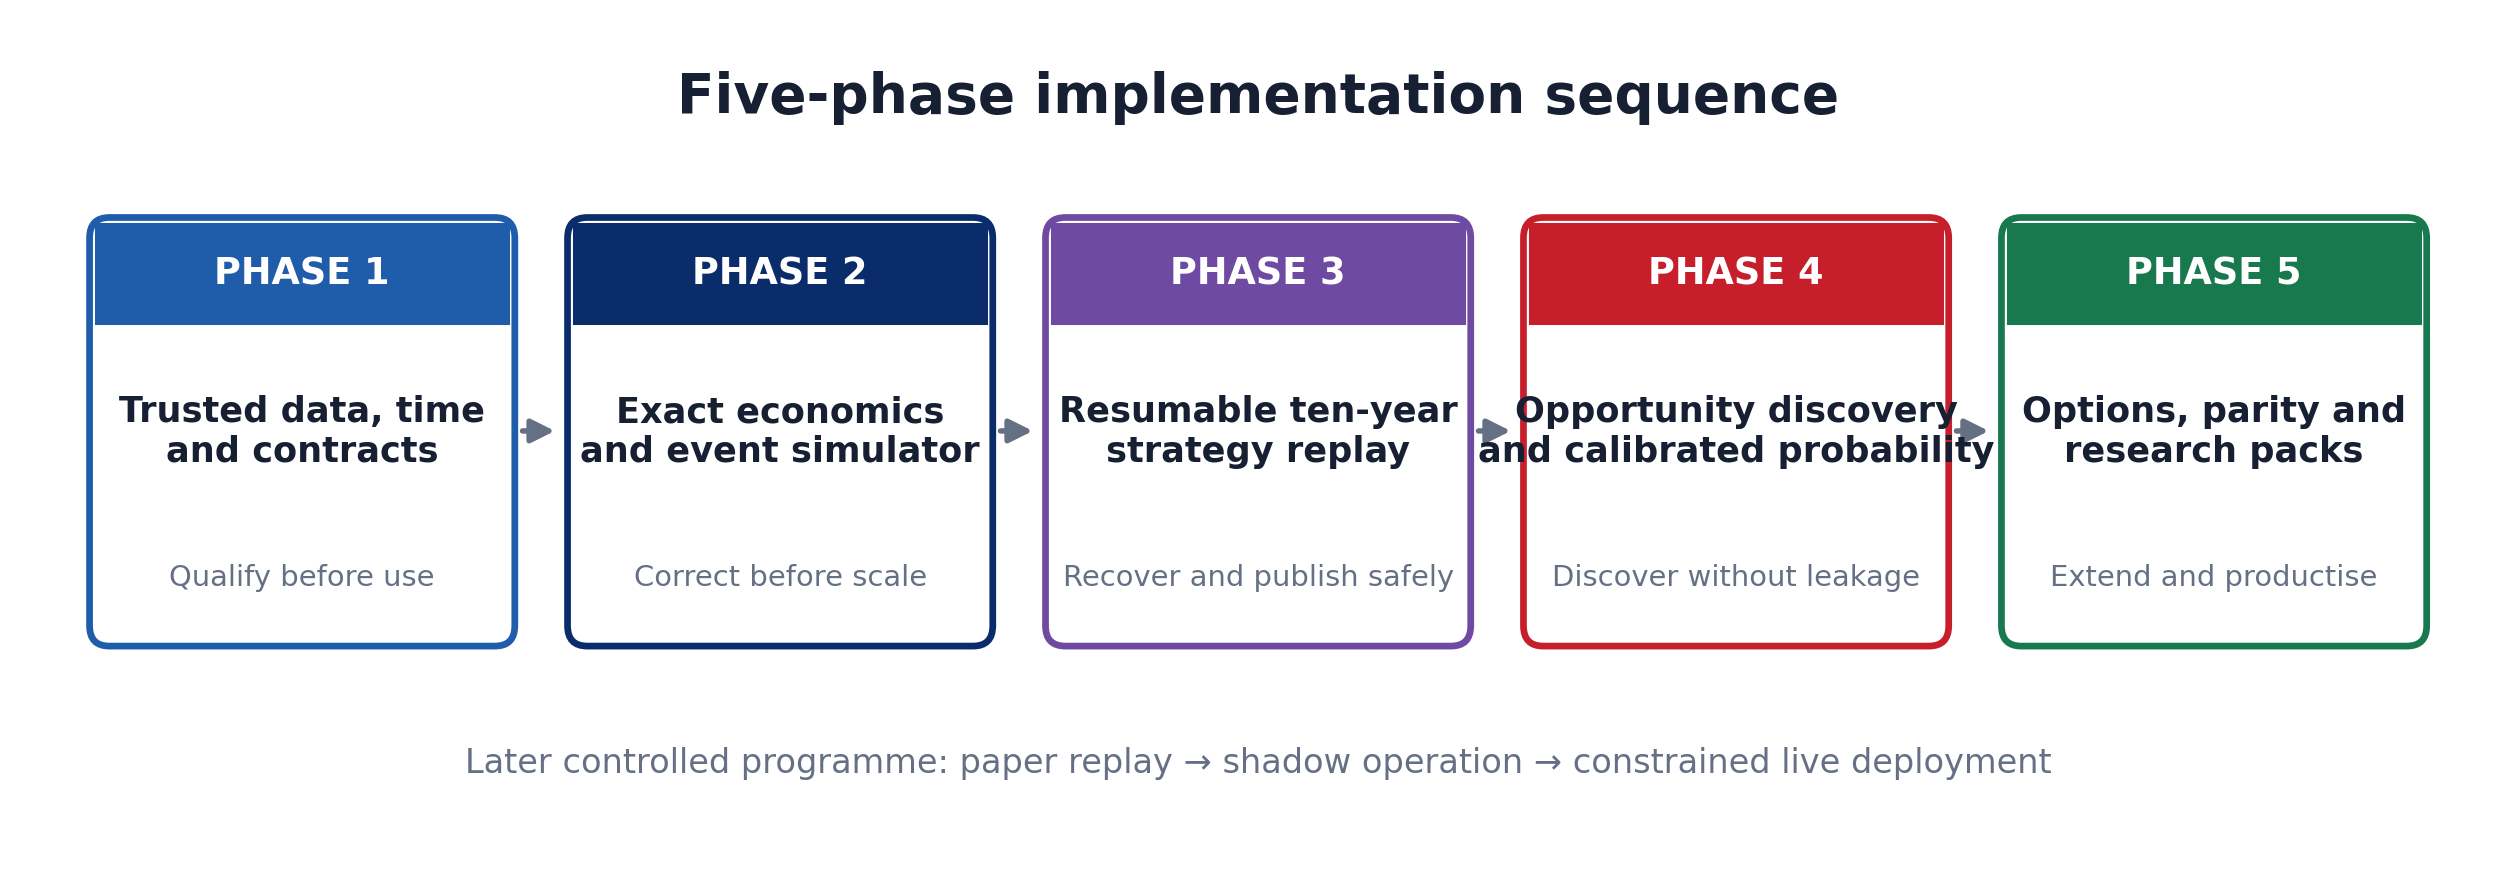 Five-phase implementation sequence
PHASE 1
Trusted data, time
and contracts
Qualify before use
PHASE 2
Exact economics
and event simulator
Correct before scale
PHASE 3
Resumable ten-year
strategy replay
Recover and publish safely
PHASE 4
Opportunity discovery
and calibrated probability
Discover without leakage
PHASE 5
Options, parity and
research packs
Extend and productise
Later controlled programme: paper replay → shadow operation → constrained live deployment